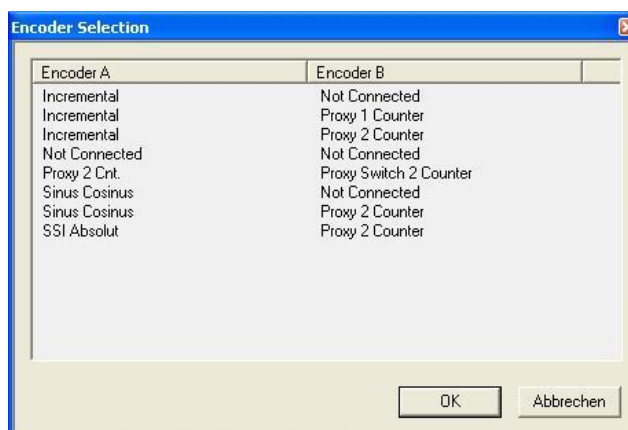 Encoder Selection
Encoder A Encoder B
Incremental Not Connected
Incremental Proxy 1 Counter
Incremental Proxy 2 Counter
Not Connected Not Connected
Proxy 2 Cnt. Proxy Switch 2 Counter
Sinus Cosinus Not Connected
Sinus Cosinus Proxy 2 Counter
SSI Absolut Proxy 2 Counter
OK Abbrechen